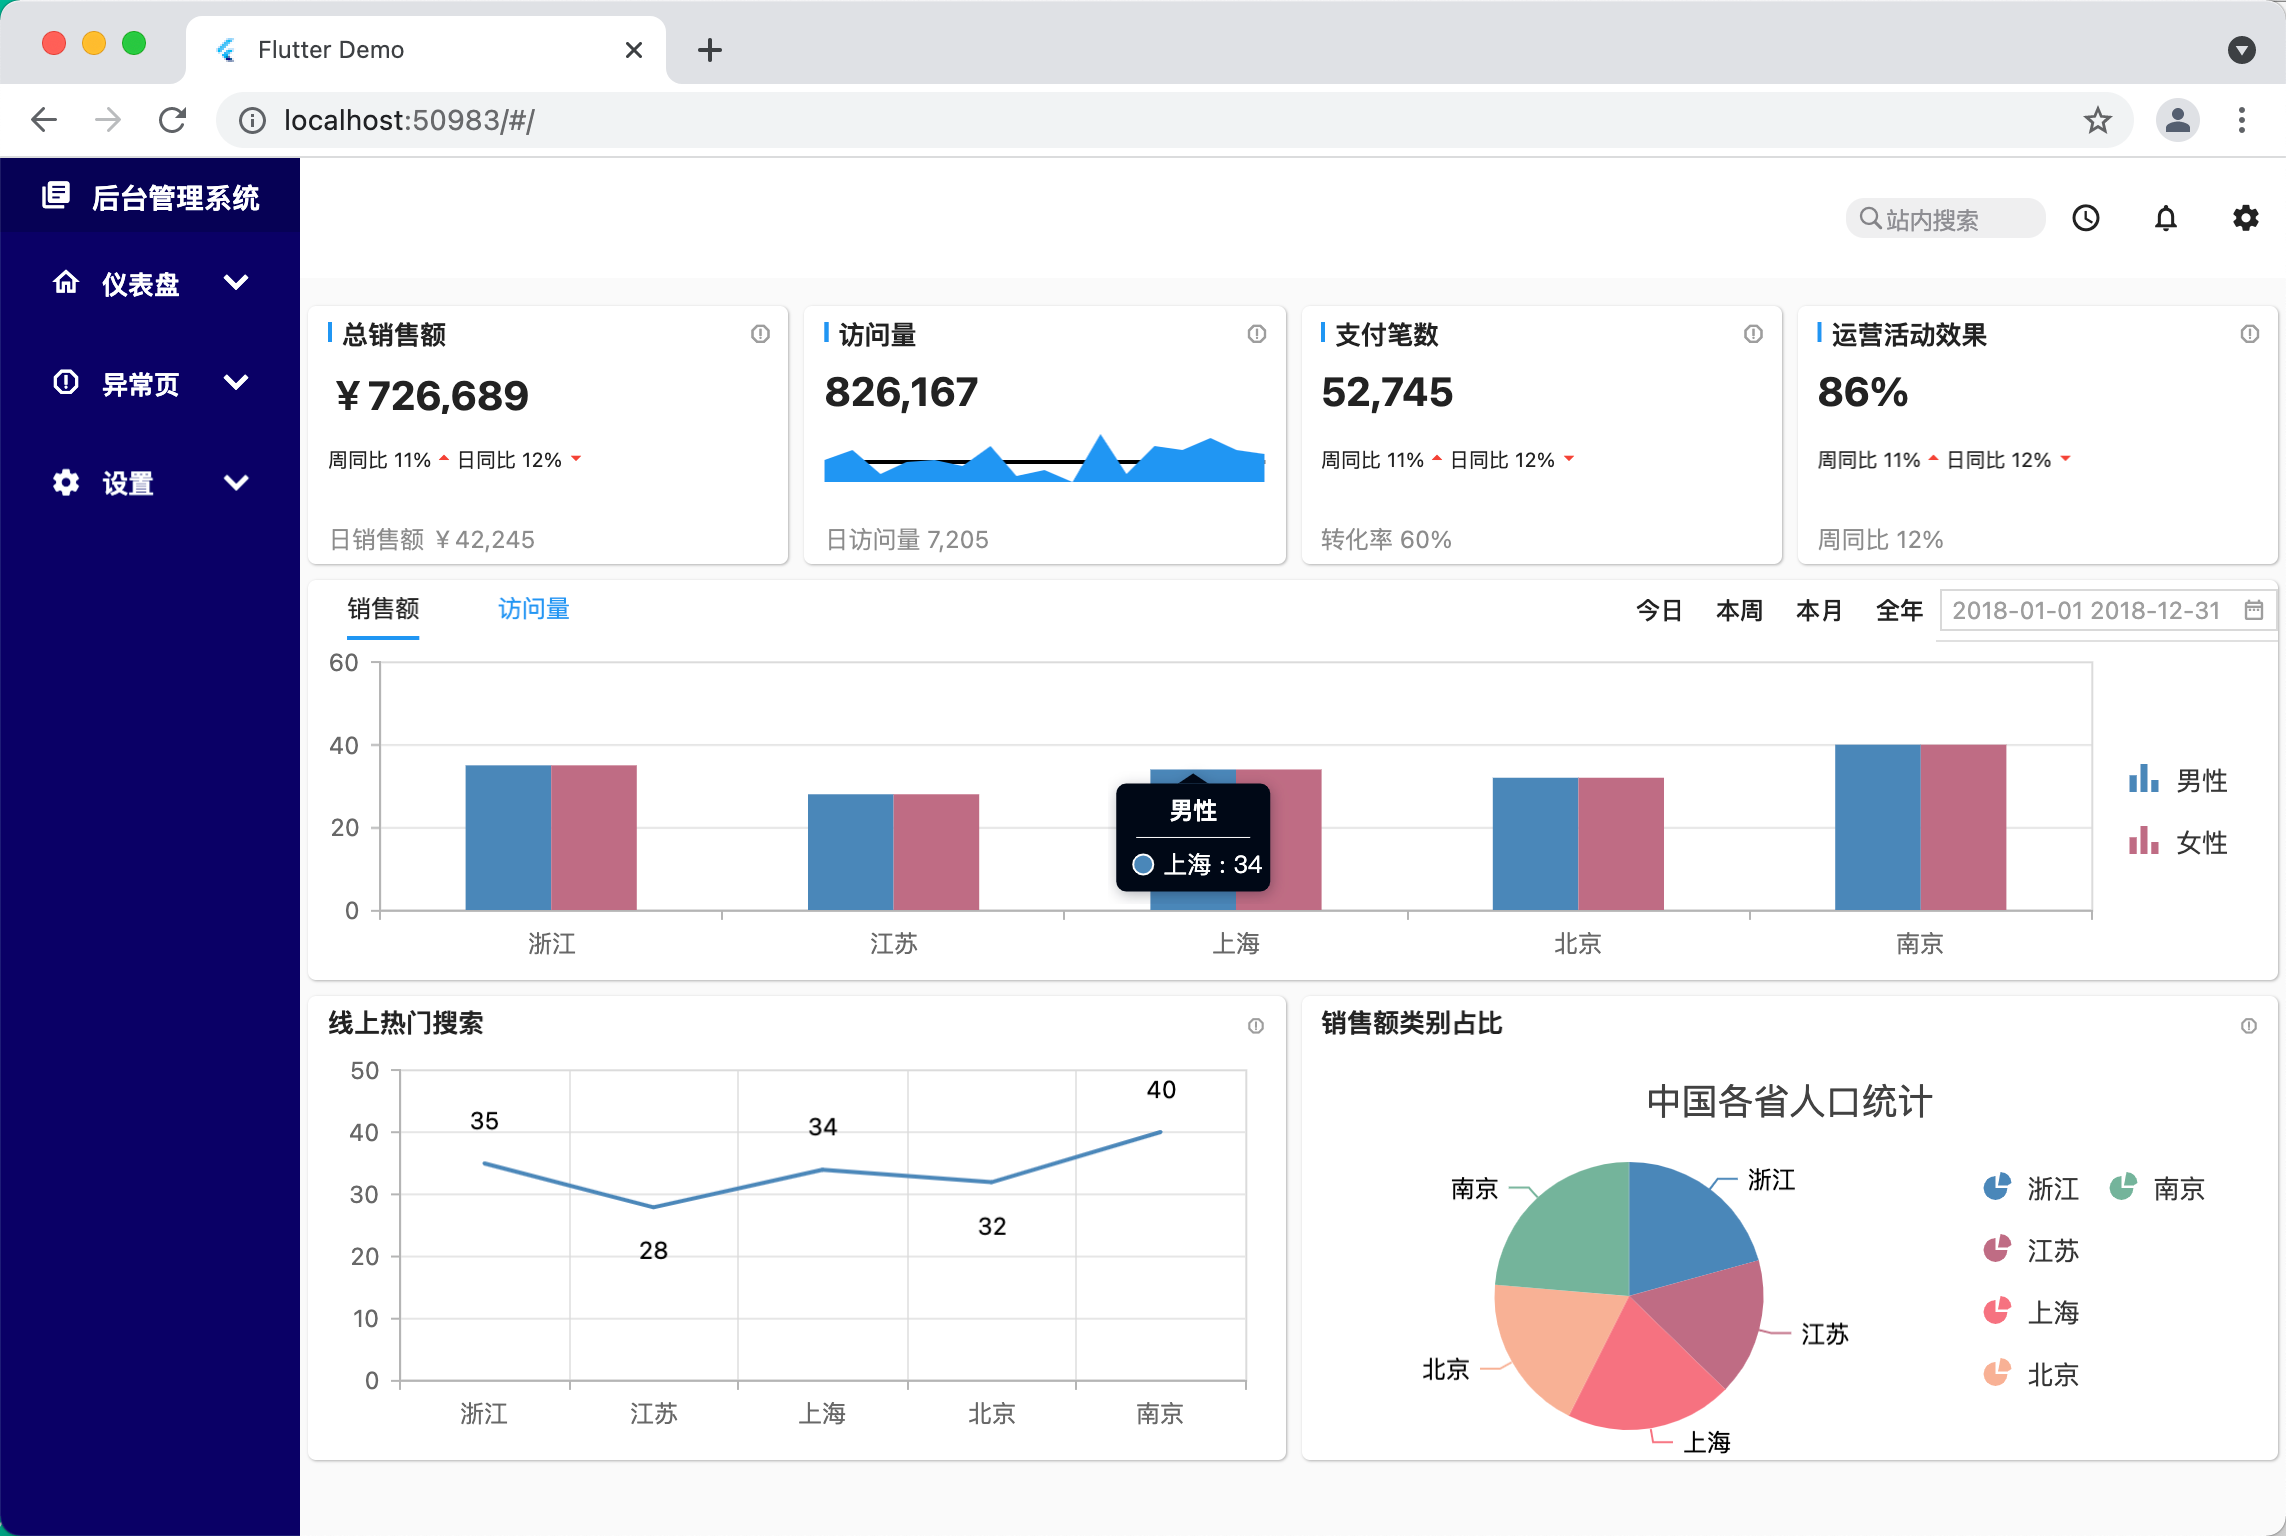 Flutter Demo
localhost:50983/#/
后台管理系统
站内搜索
仪表盘
异常页
设置
总销售额
¥ 726,689
周同比 11% 日同比 12%
日销售额 ¥ 42,245
访问量
826,167
日访问量 7,205
支付笔数
52,745
周同比 11% 日同比 12%
转化率 60%
运营活动效果
86%
周同比 11% 日同比 12%
周同比 12%
销售额 访问量
今日 本周 本月 全年 2018-01-01 2018-12-31
60
40
20
0
男性
上海 : 34
浙江 江苏 上海 北京 南京
男性
女性
线上热门搜索
50
40
30
20
10
0
35
28
34
32
40
浙江 江苏 上海 北京 南京
销售额类别占比
中国各省人口统计
浙江
江苏
上海
北京
南京
浙江 南京
江苏
上海
北京